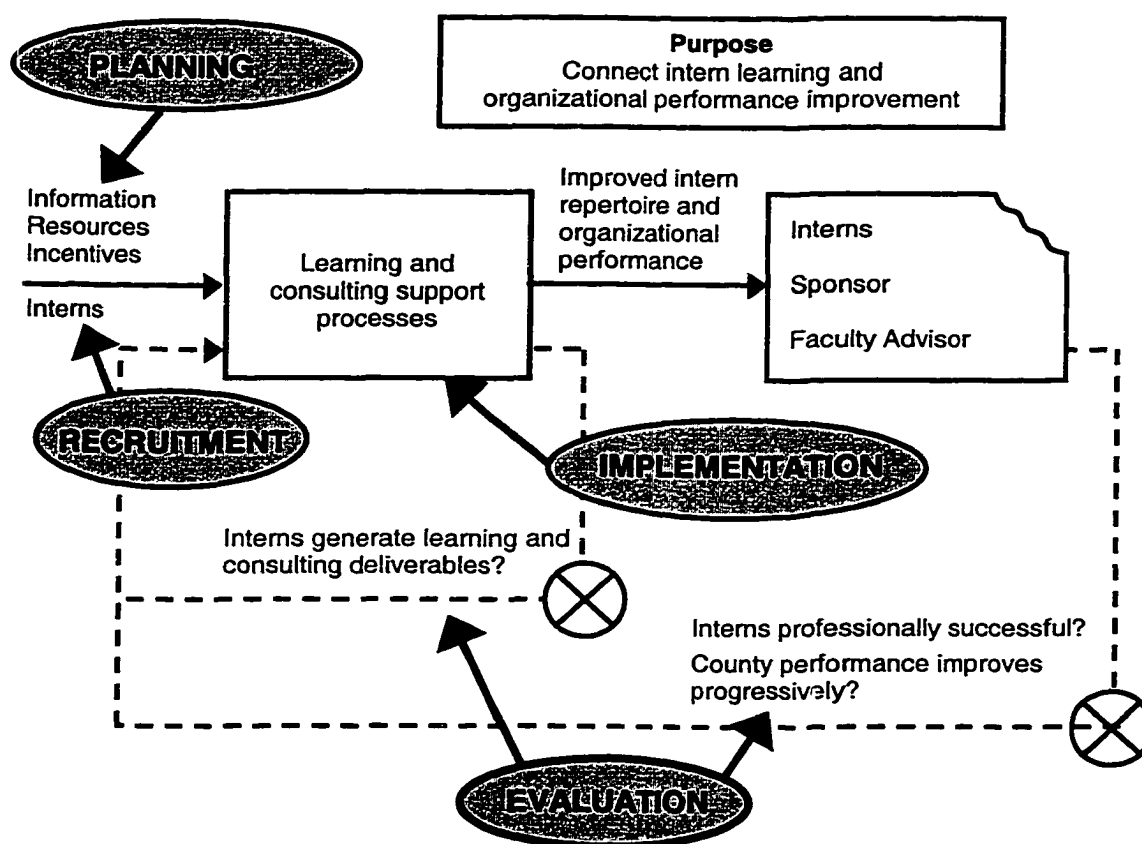 PLANNING
Purpose
Connect intern learning and
organizational performance improvement
Information
Resources
Incentives
Interns
Learning and
consulting support
processes
Improved intern
repertoire and
organizational
performance
Interns
Sponsor
Faculty Advisor
RECRUITMENT
IMPLEMENTATION
Interns generate learning and
consulting deliverables?
Interns professionally successful?
County performance improves
progressively?
EVALUATION